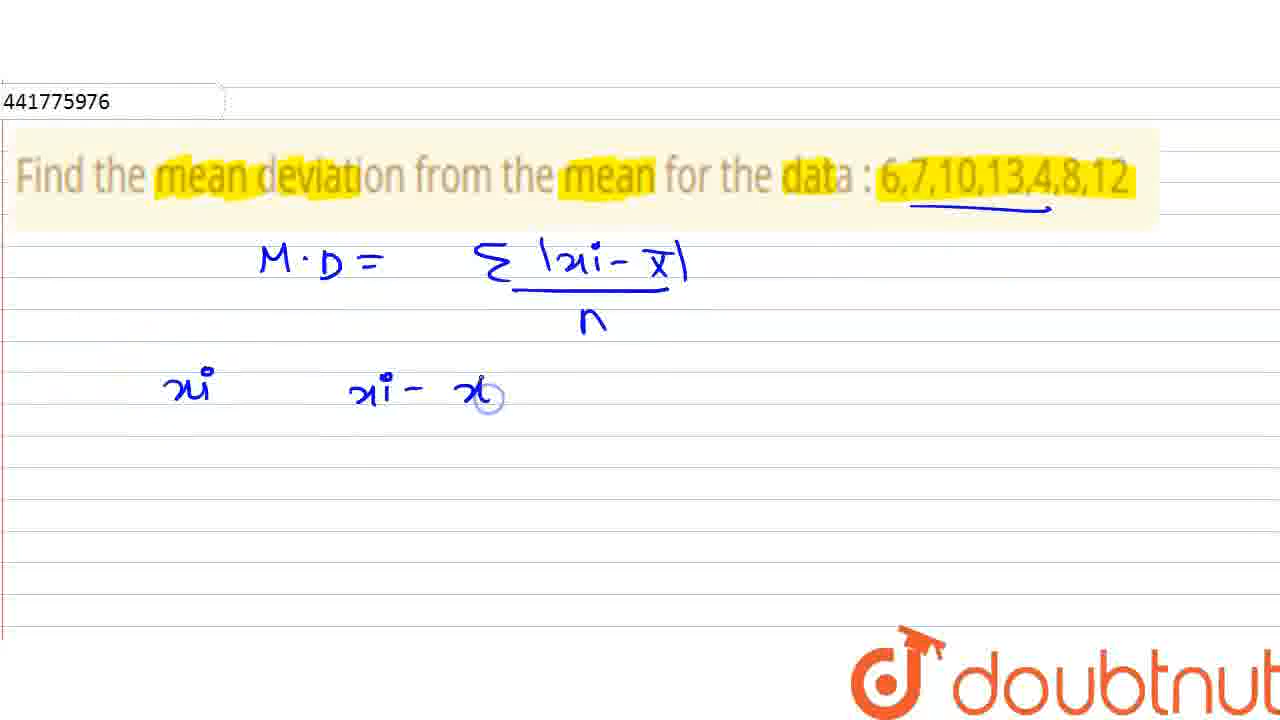 441775976
Find the mean deviation from the mean for the data : 6,7,10,13,4,8,12
M·D = Σ |xi - x̅|
n
xi xi - x
doubtnut